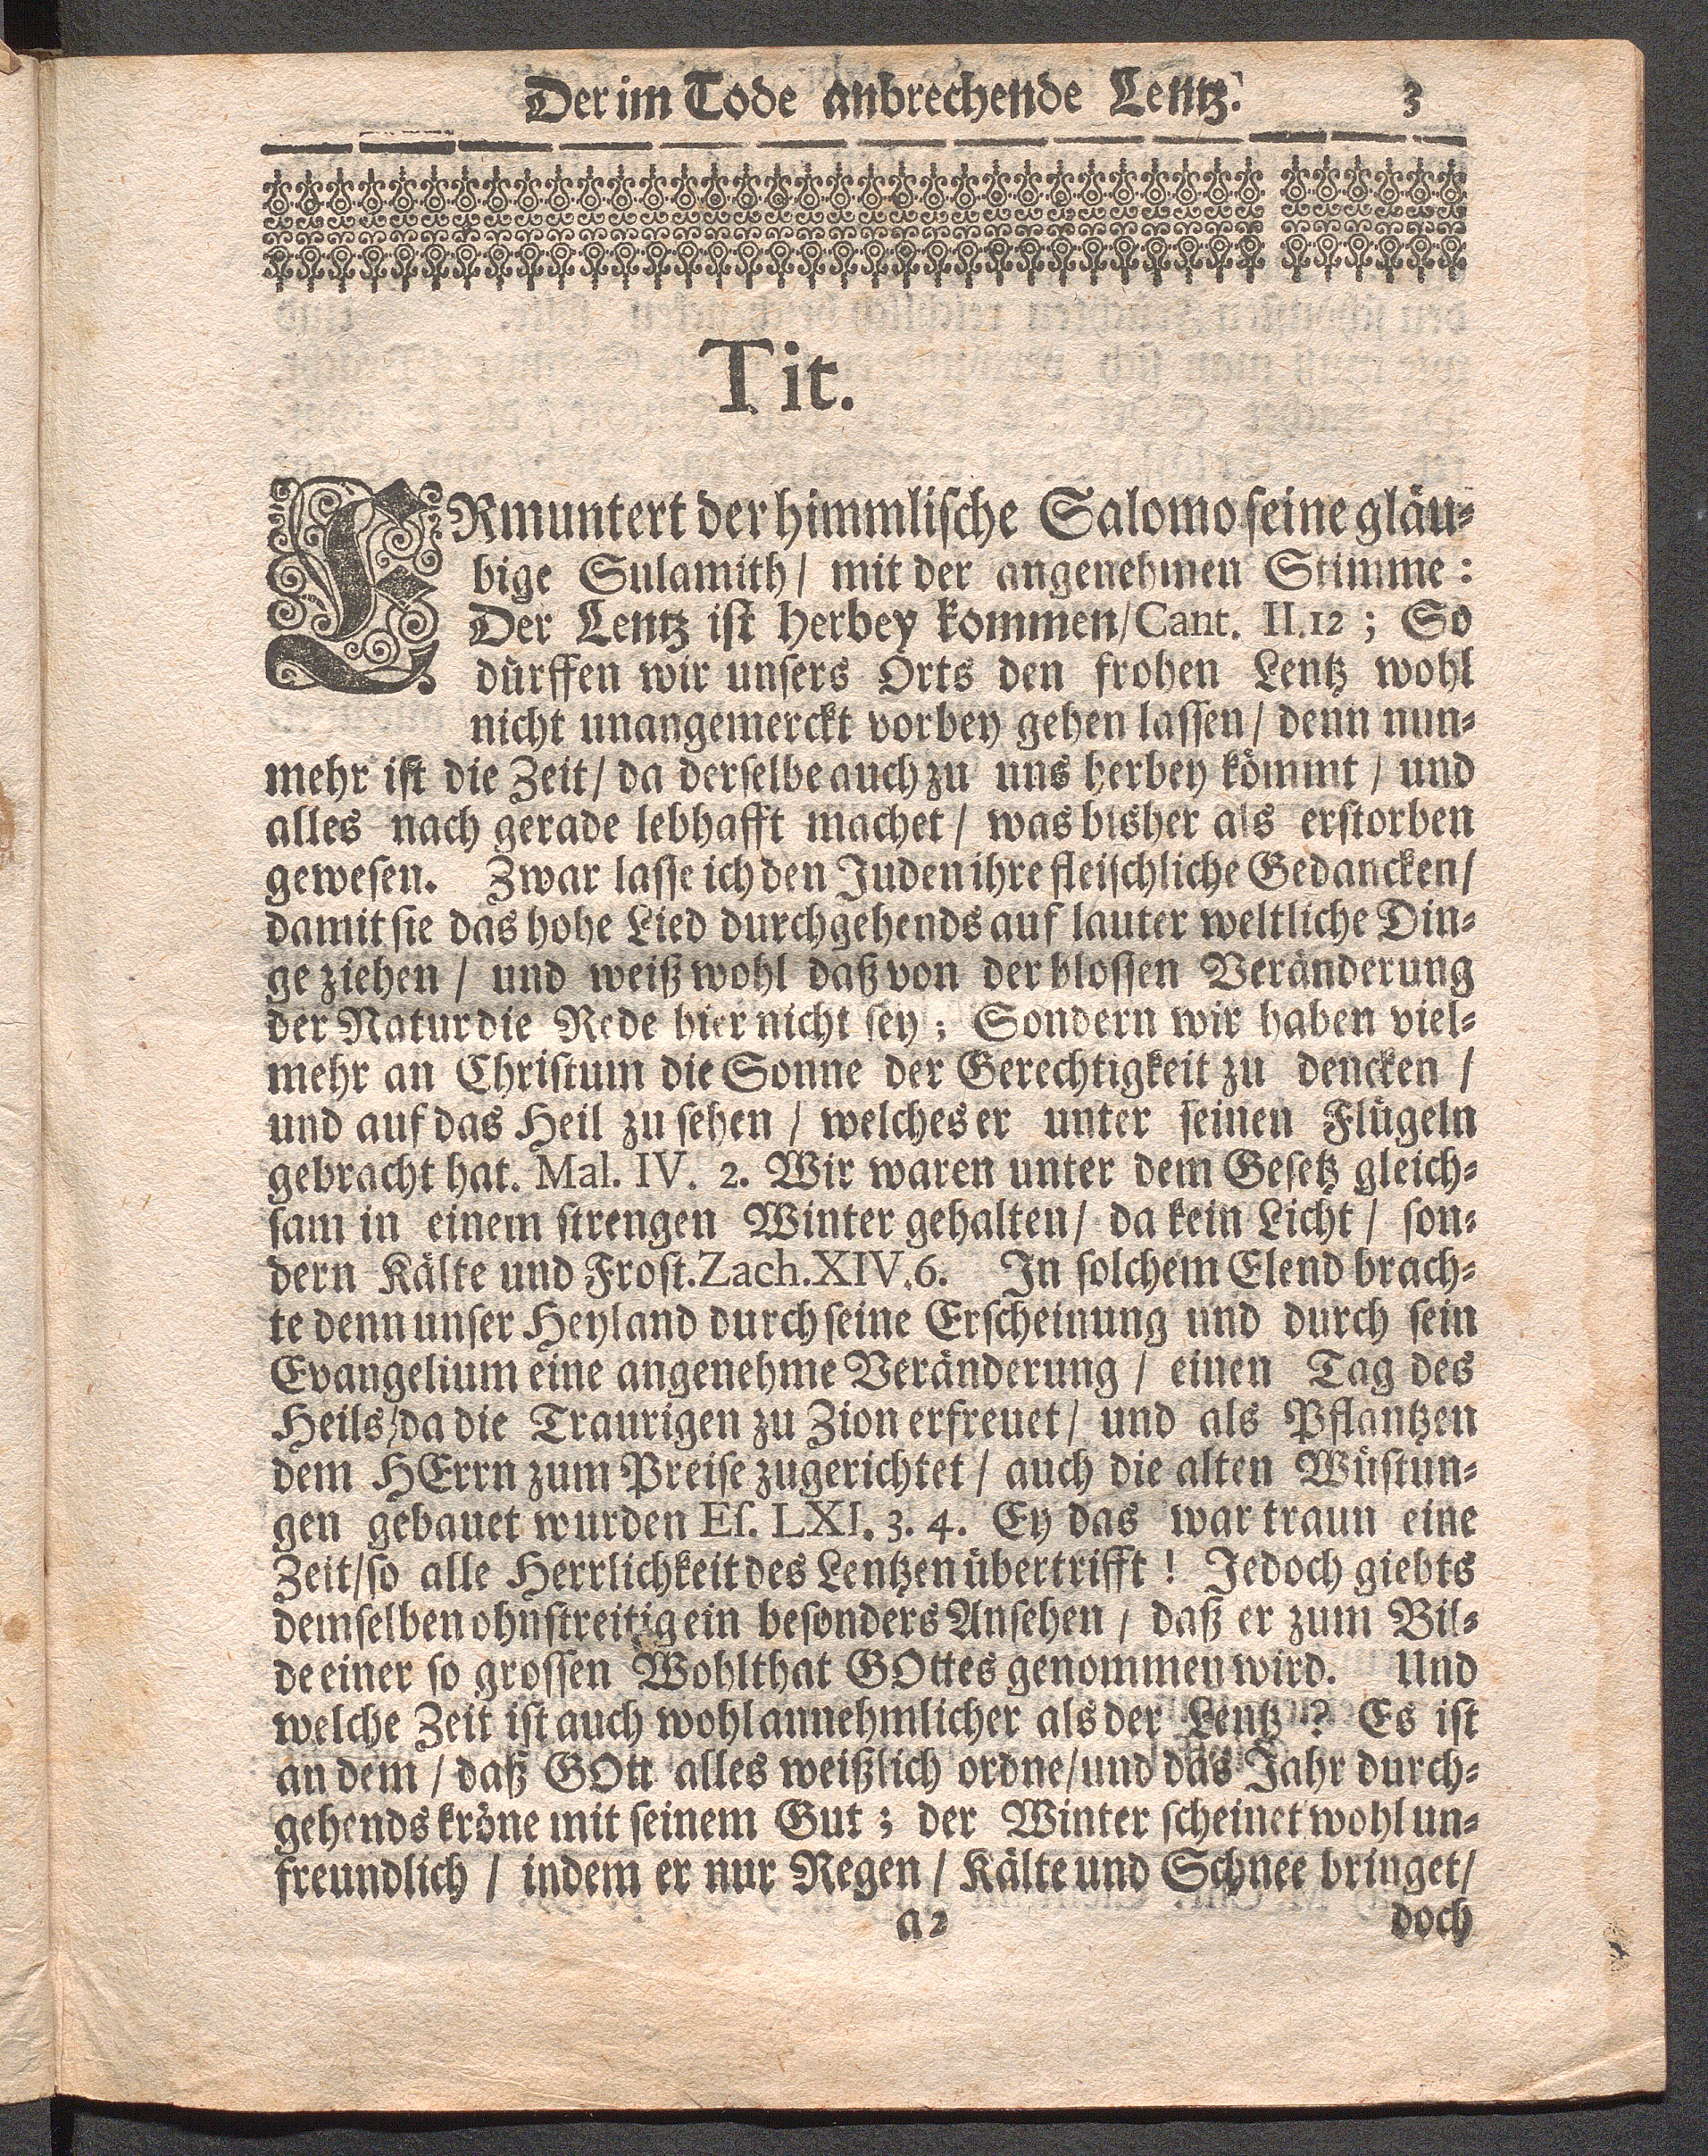 Der im Tode anbrechende Lentz. 3
Tit.
ERmuntert der himmlische Salomo seine gläu-
bige Sulamith / mit der angenehmen Stimme:
Der Lentz ist herbey kommen / Cant. II. 12; So
dürffen wir unsers Orts den frohen Lentz wohl
nicht unangemerckt vorbey gehen lassen / denn nun-
mehr ist die Zeit / da derselbe auch zu uns herbey kömmt / und
alles nach gerade lebhafft machet / was bisher als erstorben
gewesen. Zwar lasse ich den Juden ihre fleischliche Gedancken /
damit sie das hohe Lied durchgehends auf lauter weltliche Din-
ge ziehen / und weiß wohl daß von der blossen Veränderung
der Natur die Rede hier nicht sey; Sondern wir haben viel-
mehr an Christum die Sonne der Gerechtigkeit zu dencken /
und auf das Heil zu sehen / welches er unter seinen Flügeln
gebracht hat. Mal. IV. 2. Wir waren unter dem Gesetz gleich-
sam in einem strengen Winter gehalten / da kein Licht / son-
dern Kälte und Frost. Zach. XIV. 6. In solchem Elend brach-
te denn unser Heyland durch seine Erscheinung und durch sein
Evangelium eine angenehme Veränderung / einen Tag des
Heils / da die Traurigen zu Zion erfreuet / und als Pflantzen
dem HErrn zum Preise zugerichtet / auch die alten Wüstun-
gen gebauet wurden Es. LXI. 3. 4. Ey das war traun eine
Zeit / so alle Herrlichkeit des Lentzen übertrifft! Jedoch giebts
demselben ohnstreitig ein besonders Ansehen / daß er zum Bil-
de einer so grossen Wohlthat GOttes genommen wird. Und
welche Zeit ist auch wohl annehmlicher als der Lentz? Es ist
an dem / daß GOtt alles weißlich ordne / und das Jahr durch-
gehends kröne mit seinem Gut; der Winter scheinet wohl un-
freundlich / indem er nur Regen / Kälte und Schnee bringet /
a 2 doch